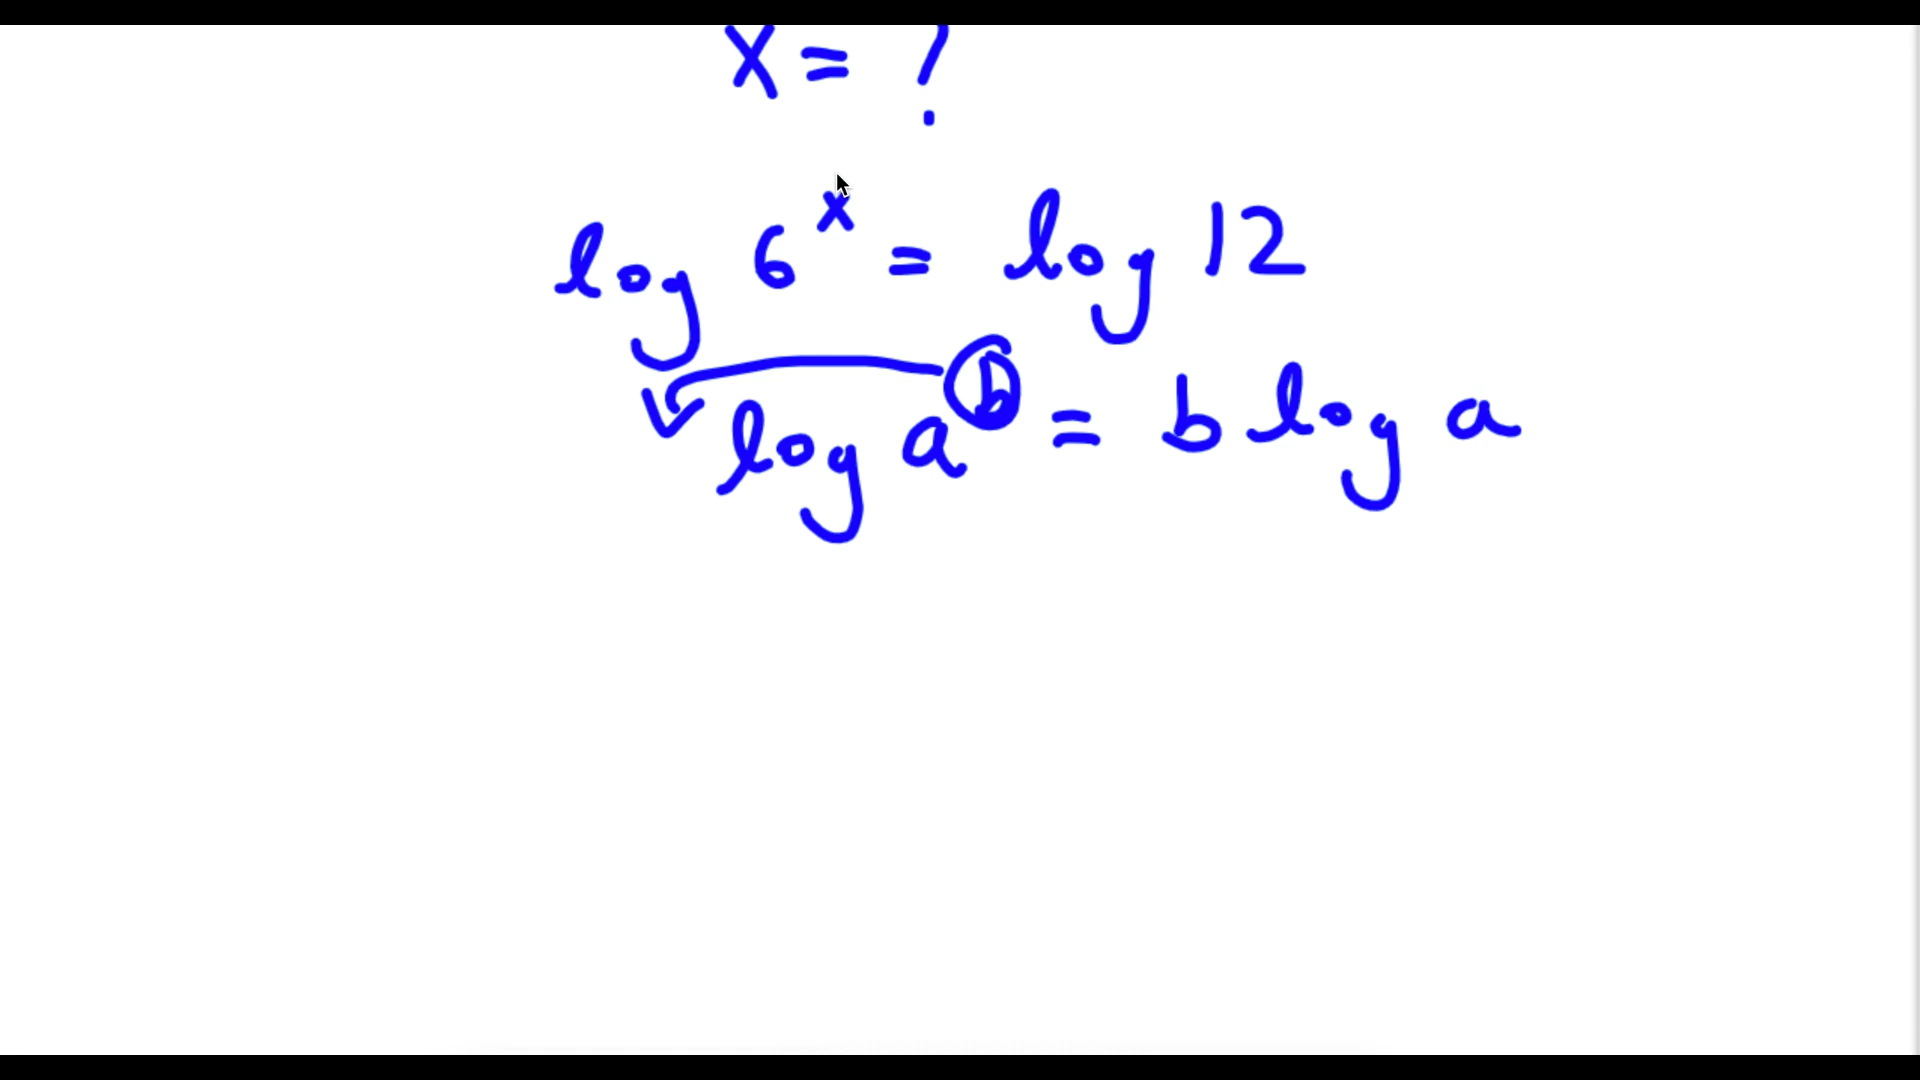 x = ?
log 6^x = log 12
log a^b = b log a